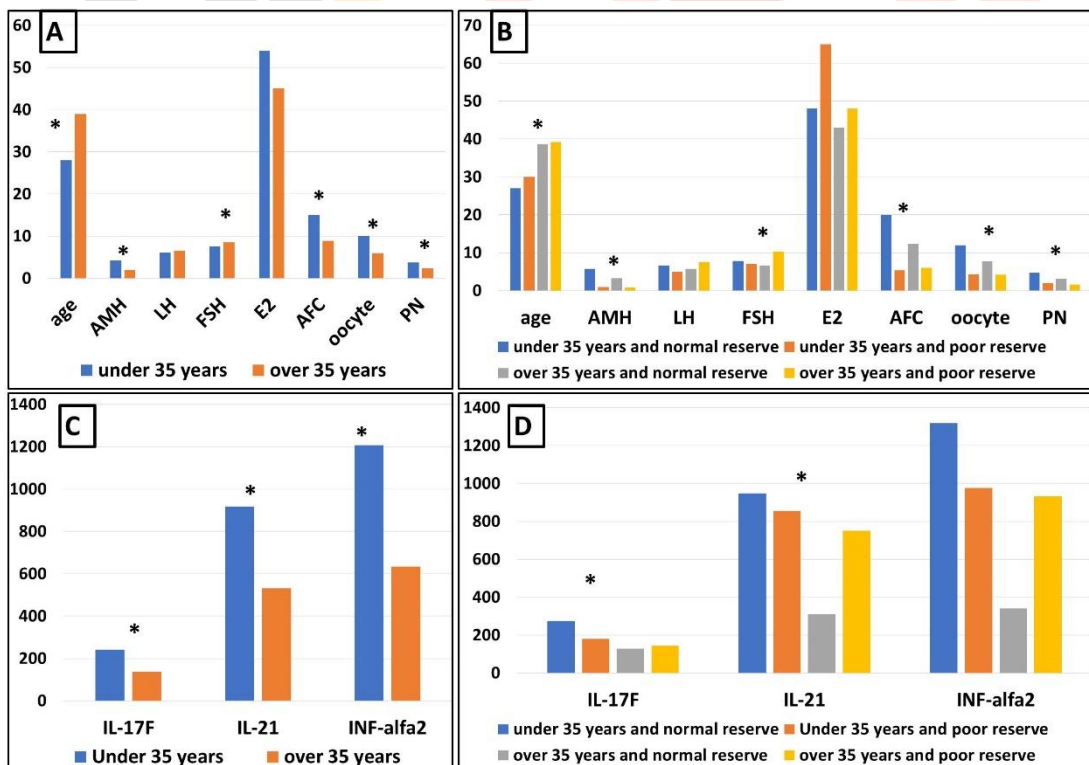 A
60
50
40
30
20
10
0
* * * * * *
age AMH LH FSH E2 AFC oocyte PN
under 35 years over 35 years
B
70
60
50
40
30
20
10
0
* * * * * *
age AMH LH FSH E2 AFC oocyte PN
under 35 years and normal reserve under 35 years and poor reserve
over 35 years and normal reserve over 35 years and poor reserve
C
1400
1200
1000
800
600
400
200
0
* * *
IL-17F IL-21 INF-alfa2
Under 35 years over 35 years
D
1400
1200
1000
800
600
400
200
0
* *
IL-17F IL-21 INF-alfa2
under 35 years and normal reserve Under 35 years and poor reserve
over 35 years and normal reserve over 35 years and poor reserve